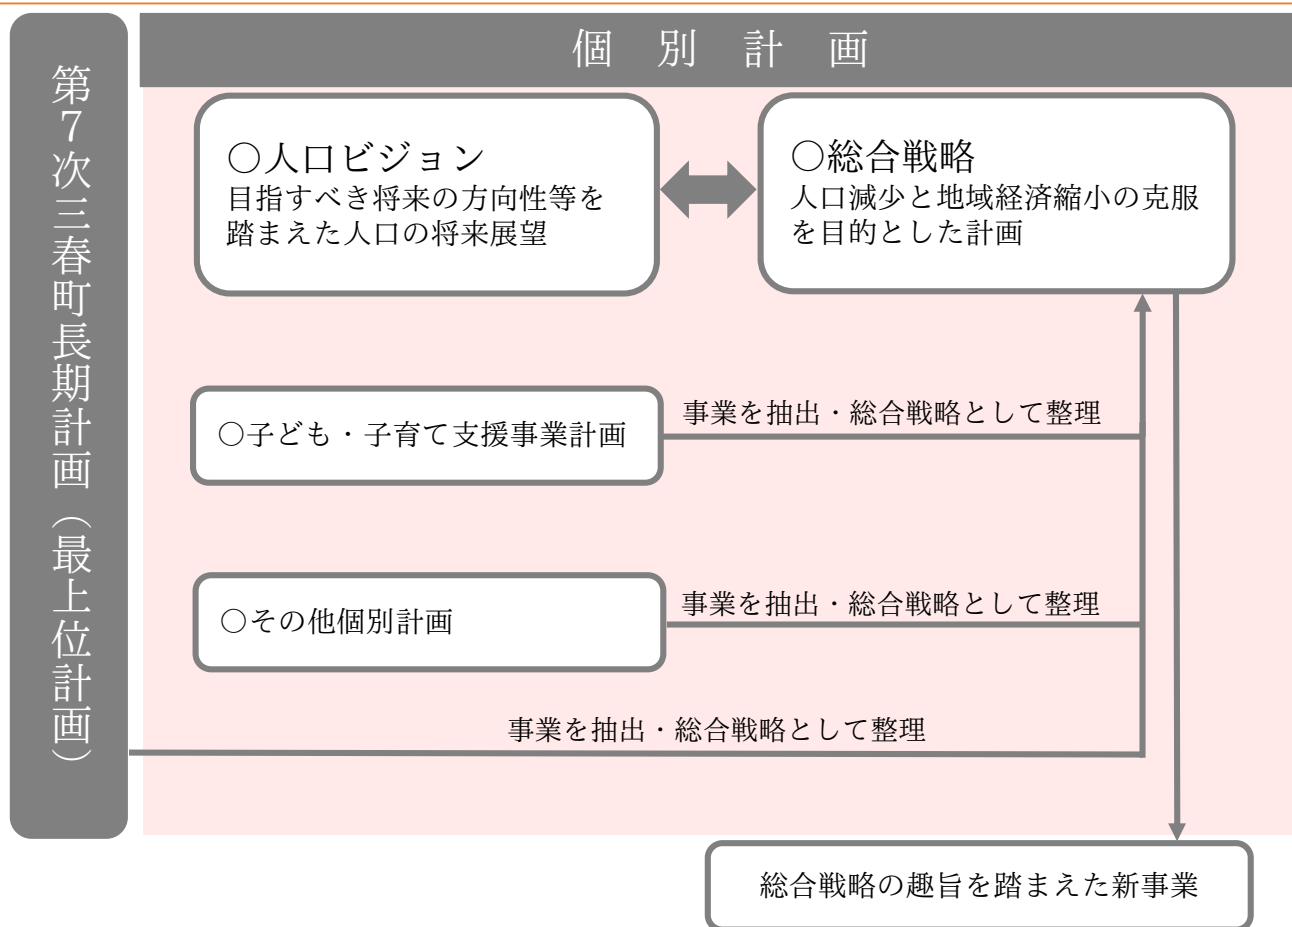 第７次三春町長期計画（最上位計画）
個別計画
○人口ビジョン
目指すべき将来の方向性等を
踏まえた人口の将来展望
○総合戦略
人口減少と地域経済縮小の克服
を目的とした計画
○子ども・子育て支援事業計画
事業を抽出・総合戦略として整理
○その他個別計画
事業を抽出・総合戦略として整理
事業を抽出・総合戦略として整理
総合戦略の趣旨を踏まえた新事業